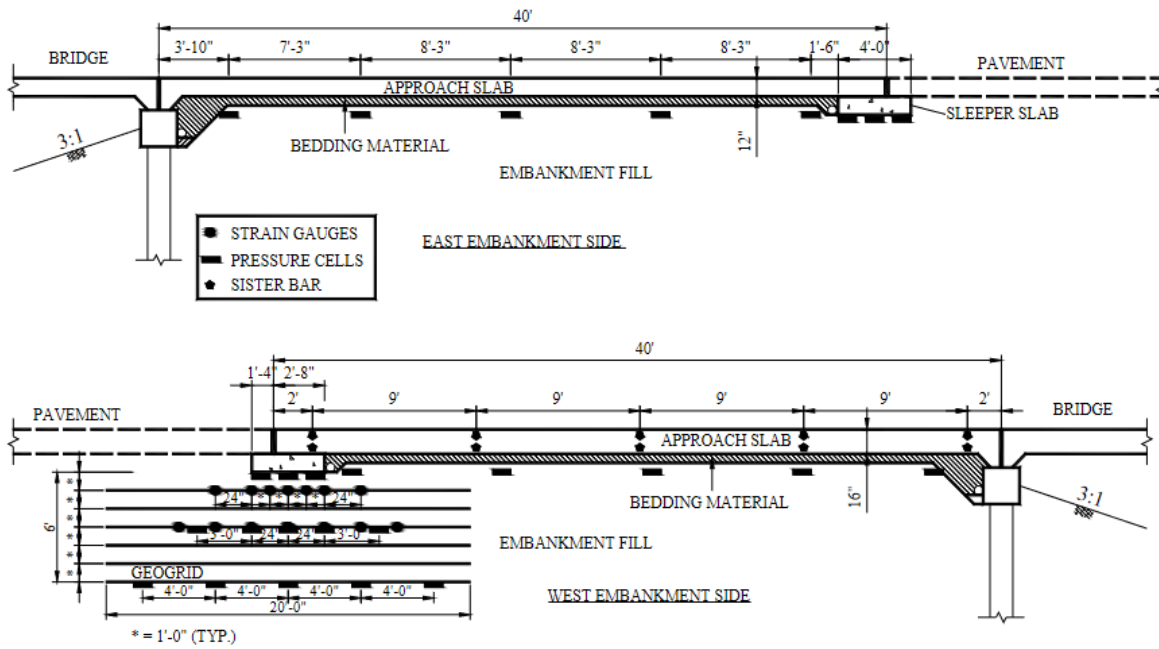 40'
3'-10" 7'-3" 8'-3" 8'-3" 8'-3" 1'-6" 4'-0"
BRIDGE
PAVEMENT
APPROACH SLAB
SLEEPER SLAB
3:1
BEDDING MATERIAL
12"
EMBANKMENT FILL
STRAIN GAUGES
PRESSURE CELLS
SISTER BAR
EAST EMBANKMENT SIDE
40'
1'-4" 2'-8"
2' 9' 9' 9' 9' 2'
PAVEMENT
BRIDGE
APPROACH SLAB
24" * * * * 24"
BEDDING MATERIAL
16"
3:1
* * * * * *
6'
3'-0" 24" 24" 3'-0"
EMBANKMENT FILL
GEOGRID
4'-0" 4'-0" 4'-0" 4'-0"
20'-0"
WEST EMBANKMENT SIDE
* = 1'-0" (TYP.)